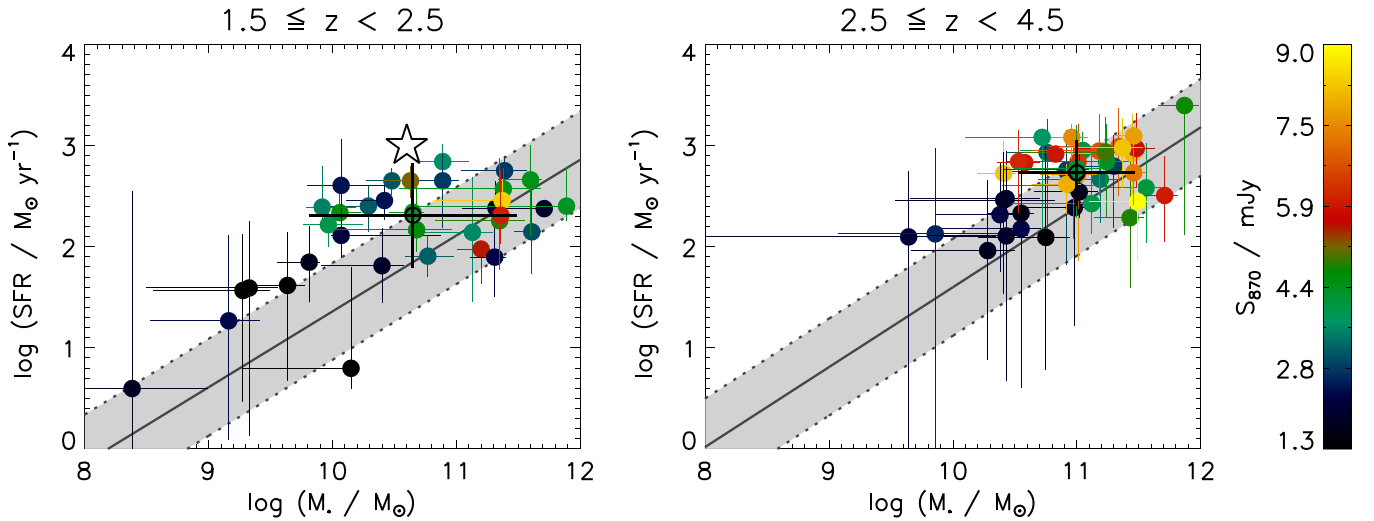 1.5 ≦ z < 2.5
2.5 ≦ z < 4.5
log (SFR / M⊙ yr⁻¹)
4
3
2
1
0
8 9 10 11 12
log (M⋆ / M⊙)
log (SFR / M⊙ yr⁻¹)
4
3
2
1
0
8 9 10 11 12
log (M⋆ / M⊙)
S₈₇₀ / mJy
9.0
7.5
5.9
4.4
2.8
1.3